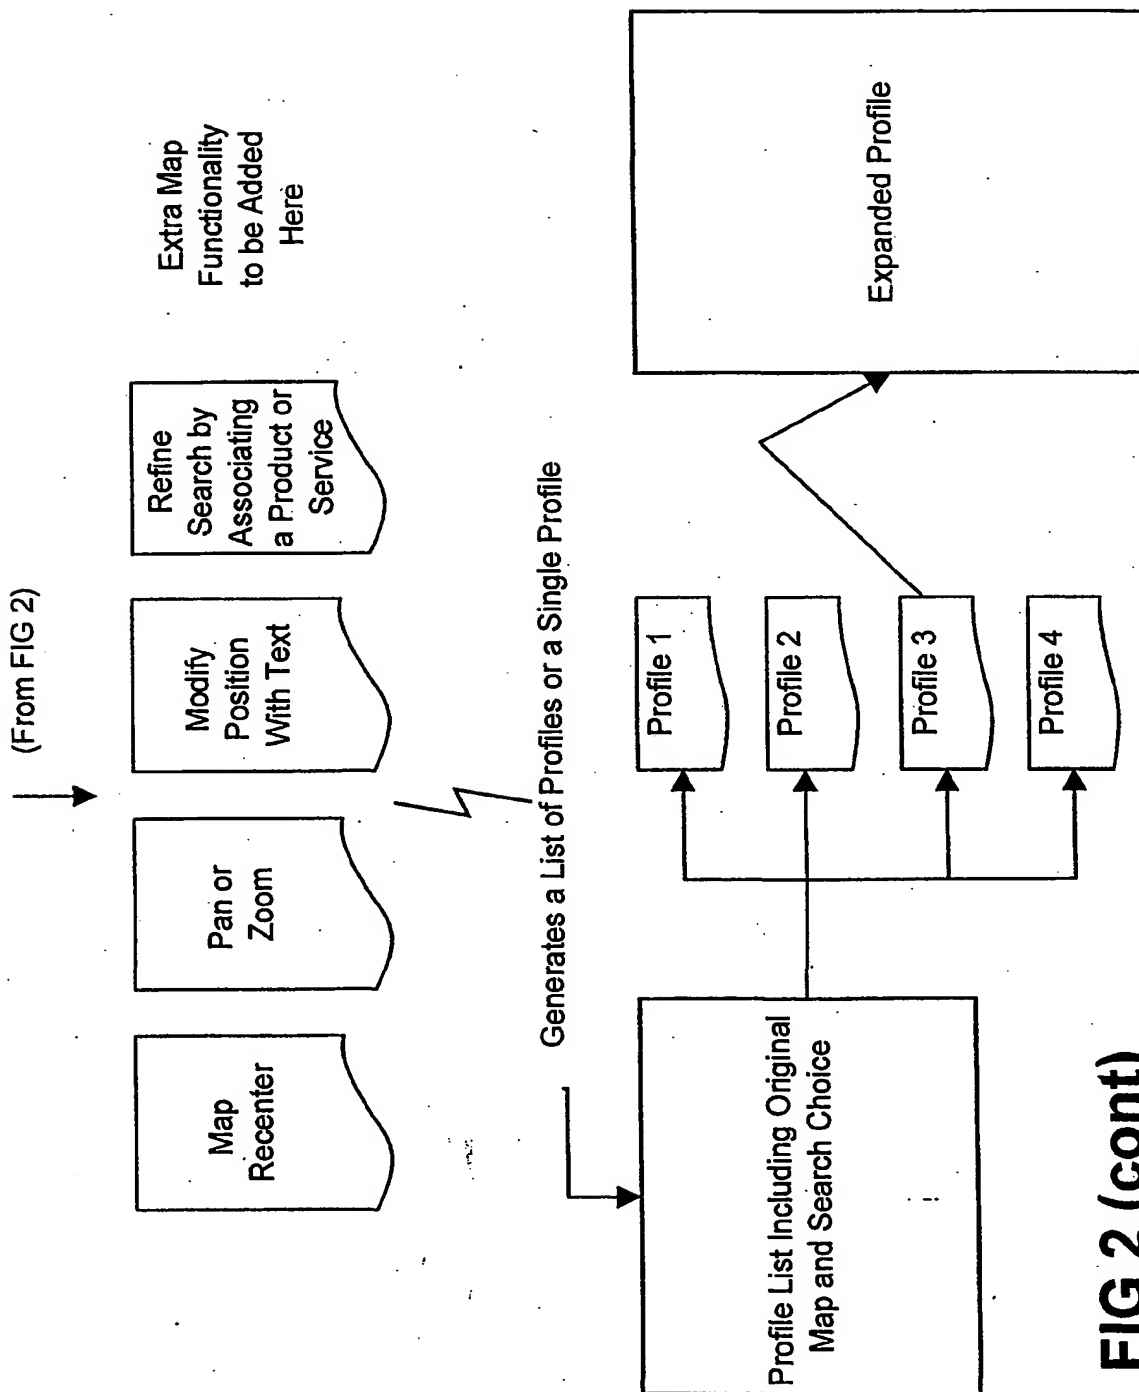 (From FIG 2)
Map
Recenter
Pan or
Zoom
Modify
Position
With Text
Refine
Search by
Associating
a Product or
Service
Extra Map
Functionality
to be Added
Here
Generates a List of Profiles or a Single Profile
Profile List Including Original
Map and Search Choice
Profile 1
Profile 2
Profile 3
Profile 4
Expanded Profile
FIG 2 (cont)